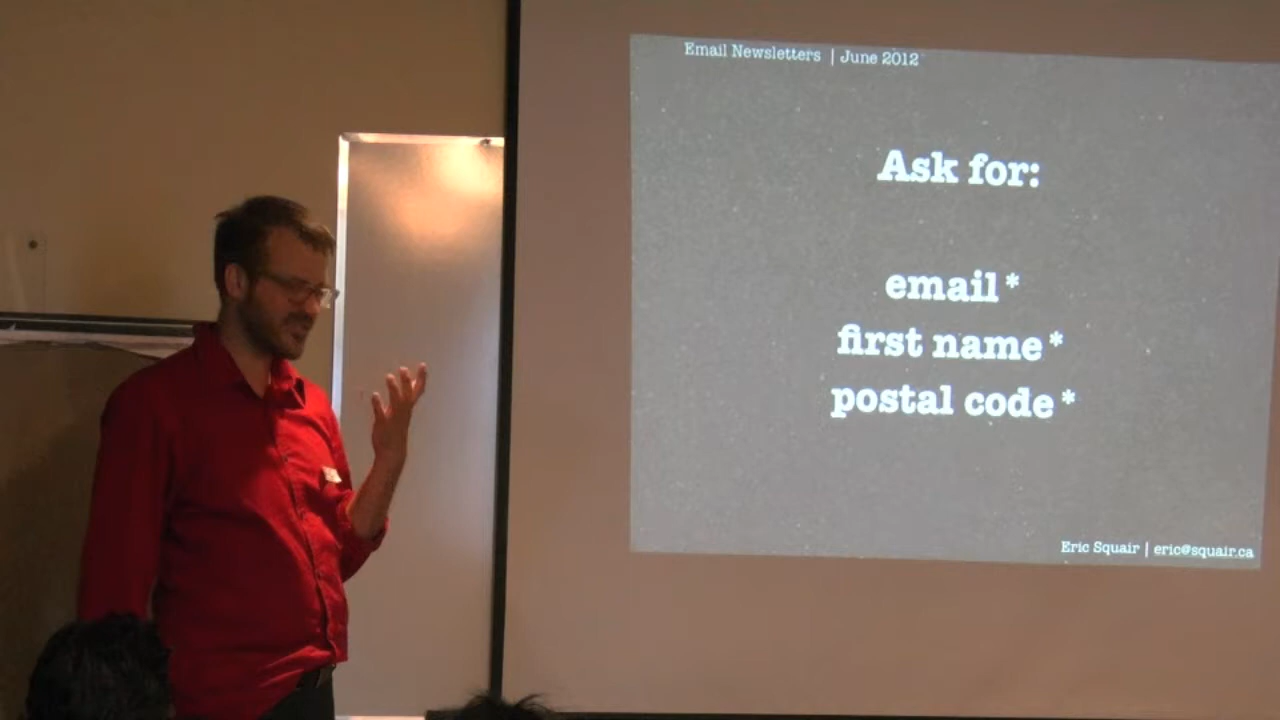 Email Newsletters | June 2012
Ask for:
email*
first name*
postal code*
Eric Squair | eric@squair.ca